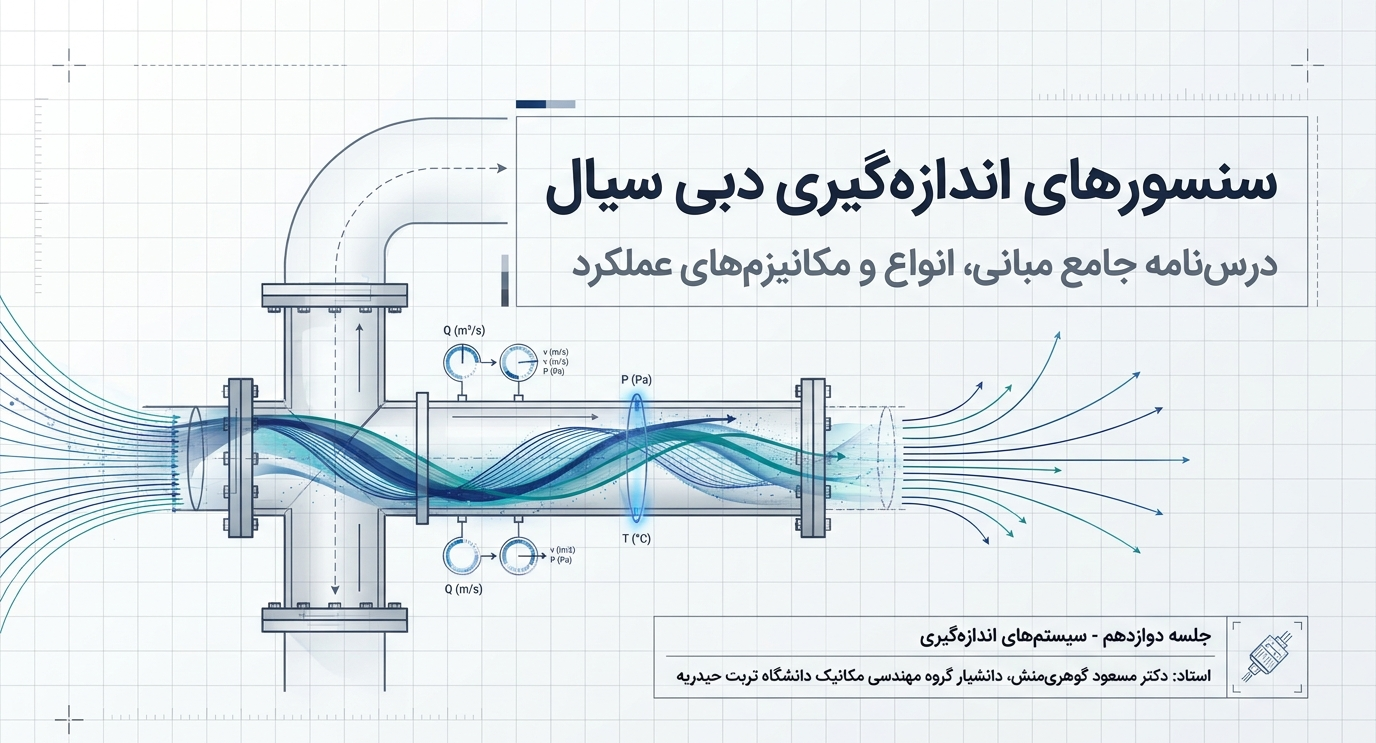 سنسورهای اندازه‌گیری دبی سیال
درس‌نامه جامع مبانی، انواع و مکانیزم‌های عملکرد
Q (m³/s)
v (m/s)
v (m/s)
P (Pa)
P (Pa)
T (°C)
P (Pa)
Q (m/s)
جلسه دوازدهم - سیستم‌های اندازه‌گیری
استاد: دکتر مسعود گوهری‌منش، دانشیار گروه مهندسی مکانیک دانشگاه تربت حیدریه